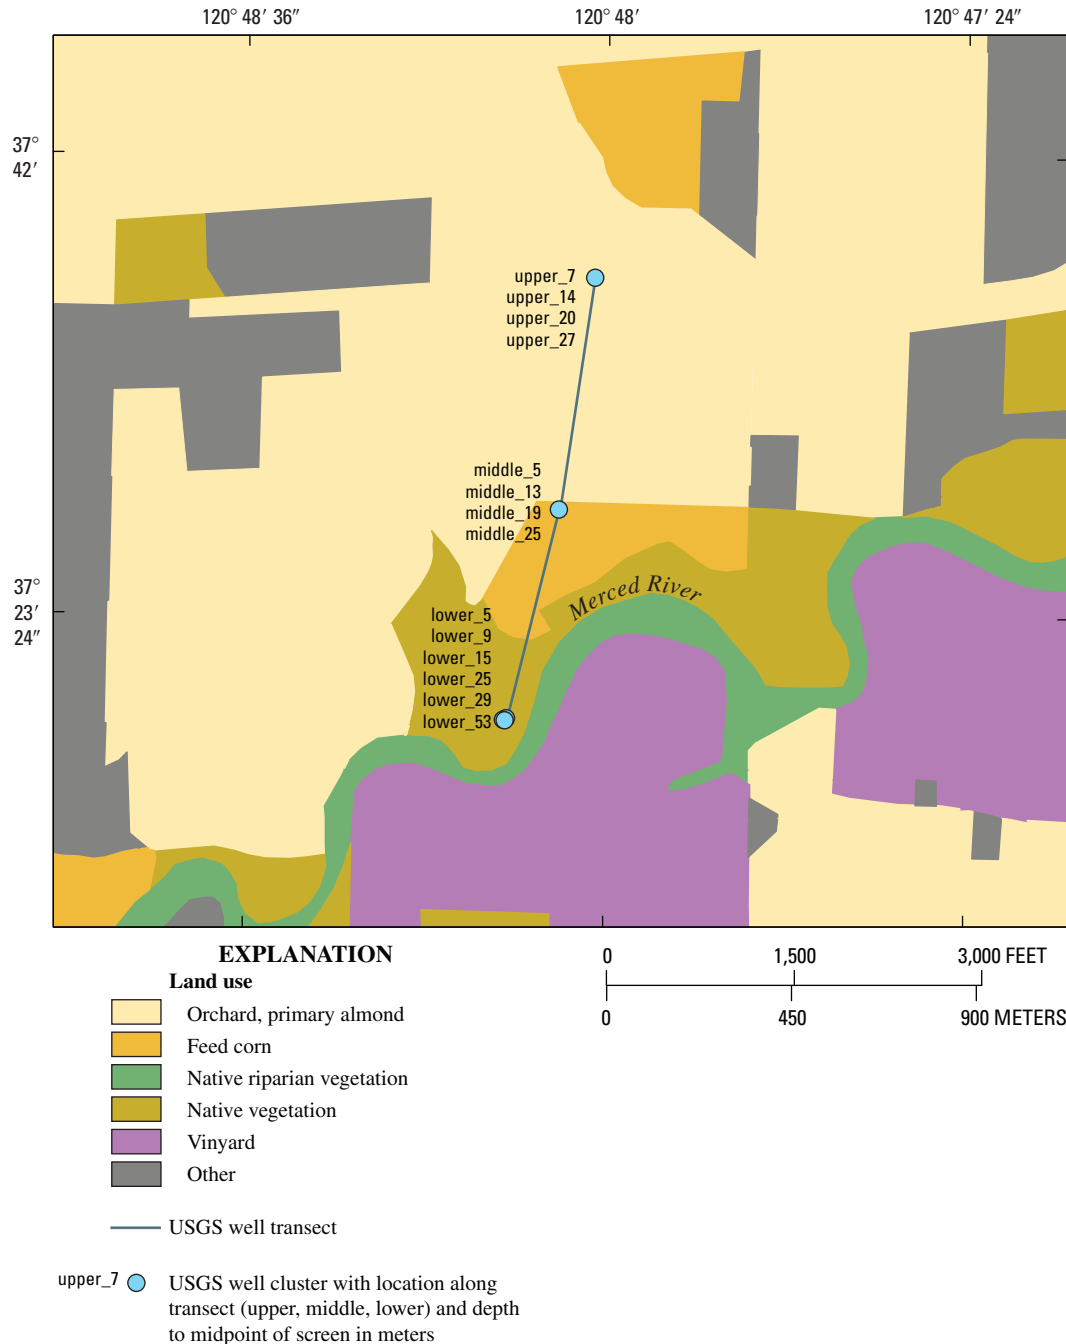 120° 48′ 36″
120° 48′
120° 47′ 24″
37°
42′
upper_7
upper_14
upper_20
upper_27
middle_5
middle_13
middle_19
middle_25
37°
23′
24″
Merced River
lower_5
lower_9
lower_15
lower_25
lower_29
lower_53
EXPLANATION
Land use
Orchard, primary almond
Feed corn
Native riparian vegetation
Native vegetation
Vinyard
Other
USGS well transect
upper_7
USGS well cluster with location along
transect (upper, middle, lower) and depth
to midpoint of screen in meters
0 1,500 3,000 FEET
0 450 900 METERS